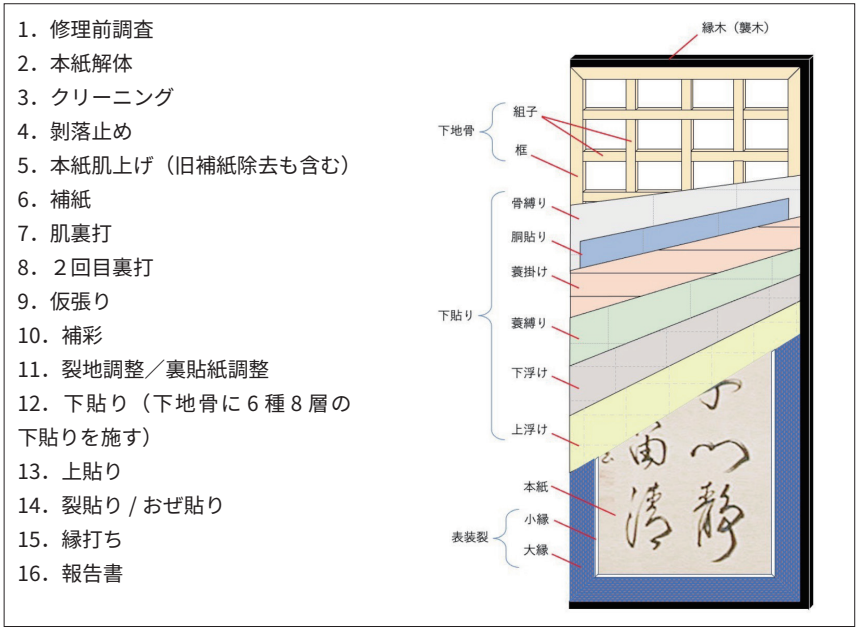 1．修理前調査
2．本紙解体
3．クリーニング
4．剝落止め
5．本紙肌上げ（旧補紙除去も含む）
6．補紙
7．肌裏打
8．２回目裏打
9．仮張り
10．補彩
11．裂地調整／裏貼紙調整
12．下貼り（下地骨に６種８層の
下貼りを施す）
13．上貼り
14．裂貼り / おぜ貼り
15．縁打ち
16．報告書
縁木（襲木）
下地骨
組子
框
下貼り
骨縛り
胴貼り
蓑掛け
蓑縛り
下浮け
上浮け
本紙
表装裂
小縁
大縁
静
清